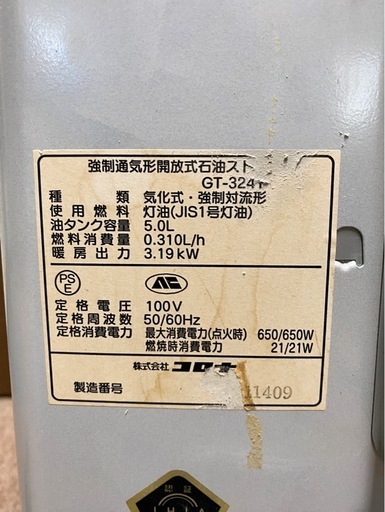 強制通気形開放式石油スト
GT-324
種類 気化式・強制対流形
使用燃料 灯油(JIS1号灯油)
油タンク容量 5.0L
燃料消費量 0.310L/h
暖房出力 3.19kW
PS
E
定格電圧 100V
定格周波数 50/60Hz
定格消費電力 最大消費電力(点火時) 650/650W
燃焼時消費電力 21/21W
株式会社 コロナ
製造番号 1409
認証
JHIA